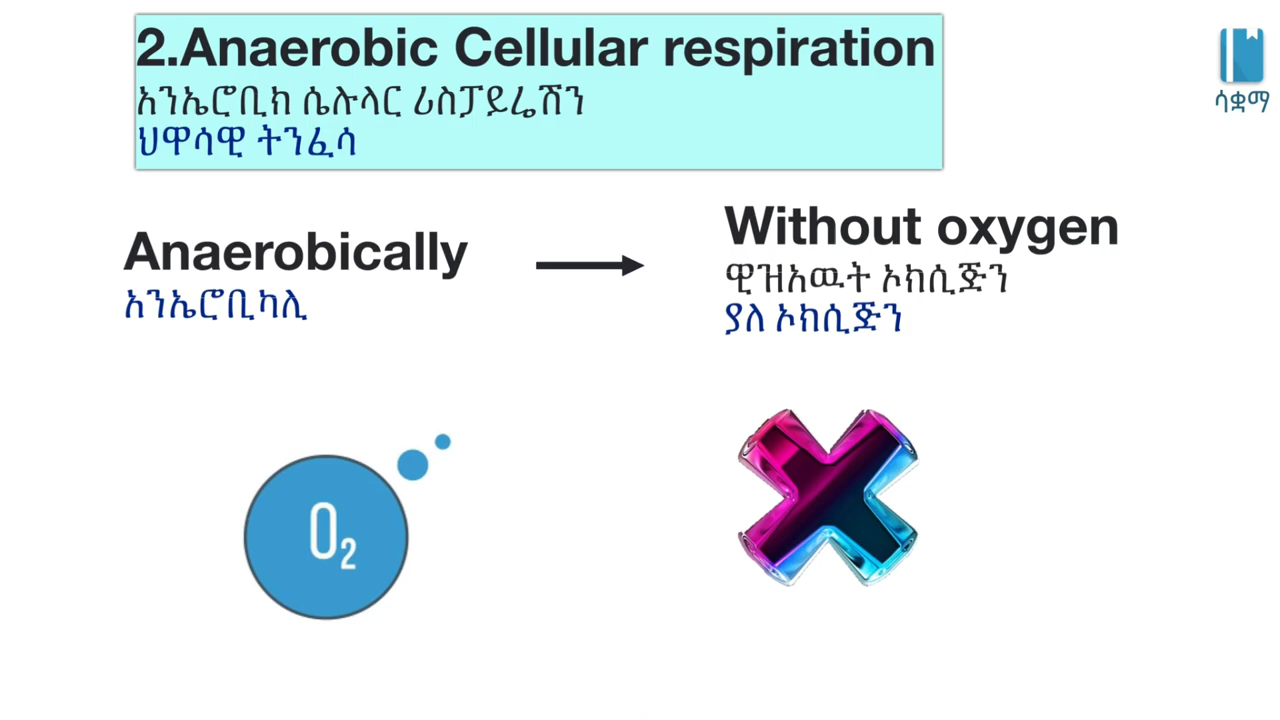 2.Anaerobic Cellular respiration
አንኤሮቢክ ሴሉላር ሪስፓይሬሽን
ህዋሳዊ ትንፈሳ
ሳቋማ
Anaerobically
አንኤሮቢካሊ
Without oxygen
ዊዝአዉት ኦክሲጅን
ያለ ኦክሲጅን
O₂